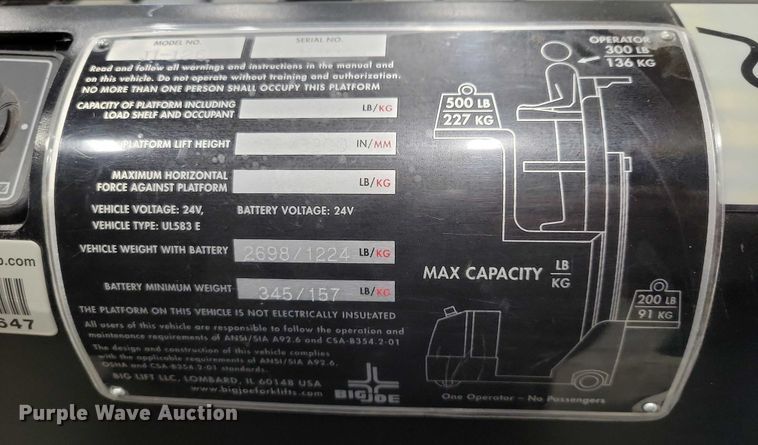 MODEL NO.
SERIAL NO.
Read and follow all warnings and instructions in the manual and
on this vehicle. Do not operate without training and authorization.
NO MORE THAN ONE PERSON SHALL OCCUPY THIS PLATFORM
CAPACITY OF PLATFORM INCLUDING
LOAD SHELF AND OCCUPANT
LB/KG
PLATFORM LIFT HEIGHT
IN/MM
MAXIMUM HORIZONTAL
FORCE AGAINST PLATFORM
LB/KG
VEHICLE VOLTAGE: 24V, BATTERY VOLTAGE: 24V
VEHICLE TYPE: UL583 E
VEHICLE WEIGHT WITH BATTERY 2698/1224 LB/KG
BATTERY MINIMUM WEIGHT 345/157 LB/KG
THE PLATFORM ON THIS VEHICLE IS NOT ELECTRICALLY INSULATED
All users of this vehicle are responsible to follow the operation and
maintenance requirements of ANSI/SIA A92.6 and CSA-B354.2-01
The design and construction of this vehicle complies
with the applicable requirements of ANSI/SIA A92.6,
OSHA and CSA-B354.2-01 standards.
BIG LIFT LLC, LOMBARD, IL 60148 USA
www.bigjoeforklifts.com
BIG JOE
OPERATOR
300 LB
136 KG
500 LB
227 KG
MAX CAPACITY LB
KG
200 LB
91 KG
One Operator – No Passengers
p.com
647
Purple Wave Auction